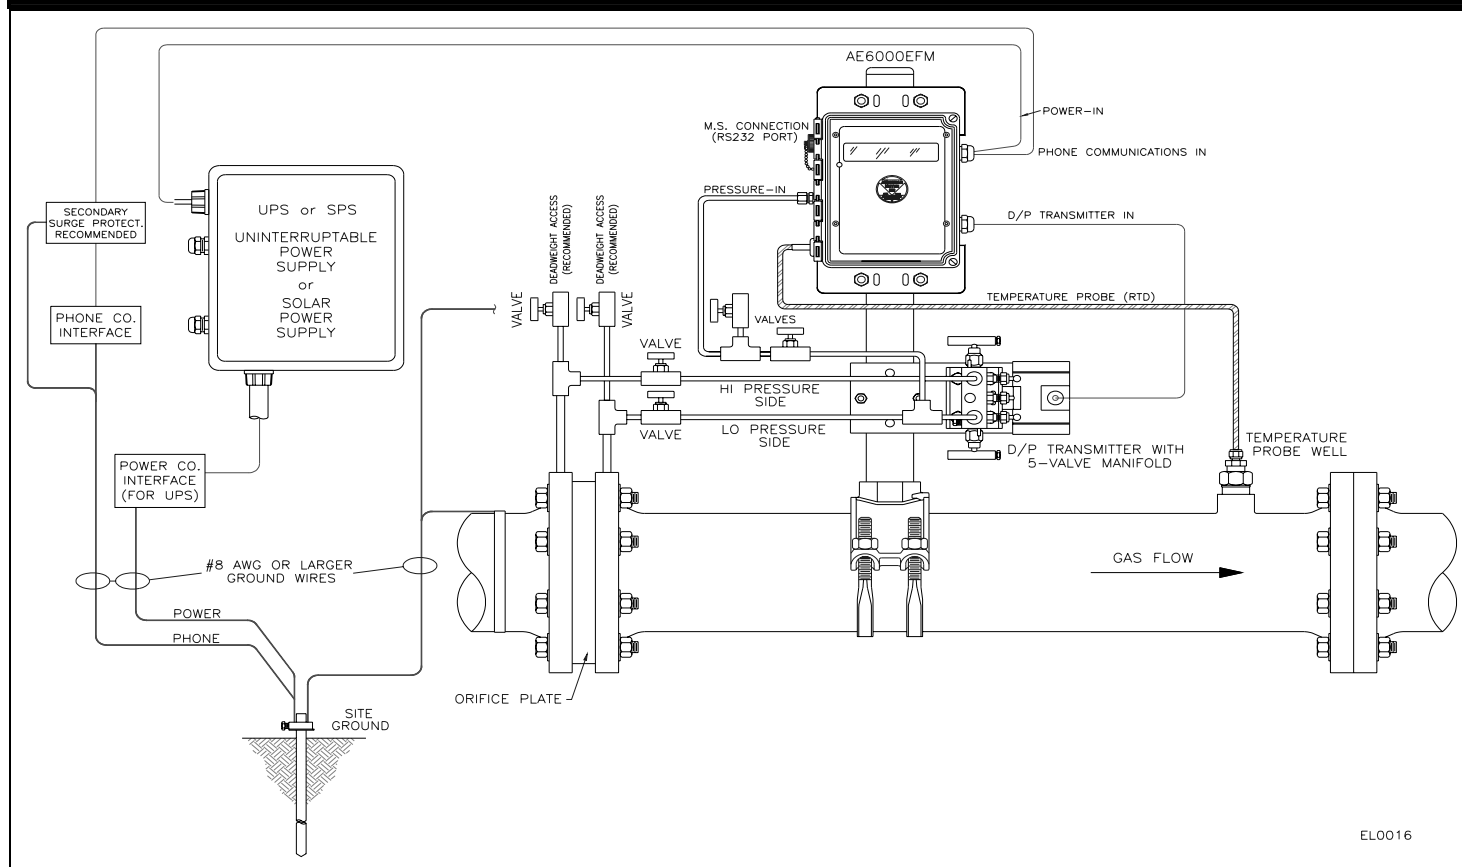 AE6000EFM
POWER-IN
M.S. CONNECTION
(RS232 PORT)
PHONE COMMUNICATIONS IN
PRESSURE-IN
D/P TRANSMITTER IN
SECONDARY
SURGE PROTECT.
RECOMMENDED
UPS or SPS
UNINTERRUPTABLE
POWER
SUPPLY
or
SOLAR
POWER
SUPPLY
DEADWEIGHT ACCESS
(RECOMMENDED)
DEADWEIGHT ACCESS
(RECOMMENDED)
VALVE
VALVE
TEMPERATURE PROBE (RTD)
PHONE CO.
INTERFACE
VALVES
VALVE
HI PRESSURE
SIDE
VALVE
LO PRESSURE
SIDE
D/P TRANSMITTER WITH
5-VALVE MANIFOLD
TEMPERATURE
PROBE WELL
POWER CO.
INTERFACE
(FOR UPS)
#8 AWG OR LARGER
GROUND WIRES
GAS FLOW
POWER
PHONE
ORIFICE PLATE
SITE
GROUND
EL0016